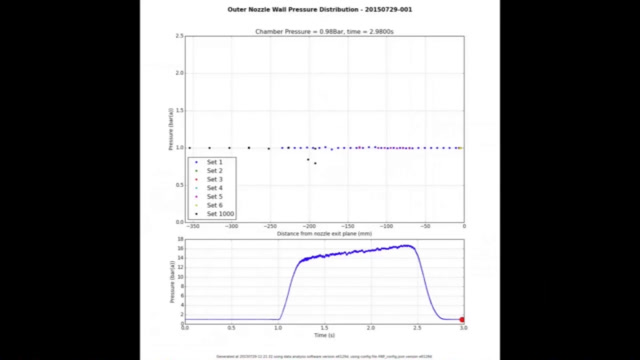 Outer Nozzle Wall Pressure Distribution - 20150729-001
Chamber Pressure = 0.98Bar, time = 2.9800s
2.5
2.0
1.5
1.0
0.5
0.0
Pressure (bar(a))
Set 1
Set 2
Set 3
Set 4
Set 5
Set 6
Set 1000
−350
−300
−250
−200
−150
−100
−50
0
Distance from nozzle exit plane (mm)
18
16
14
12
10
8
6
4
2
0
Pressure (bar(a))
0.0
0.5
1.0
1.5
2.0
2.5
3.0
Time (s)